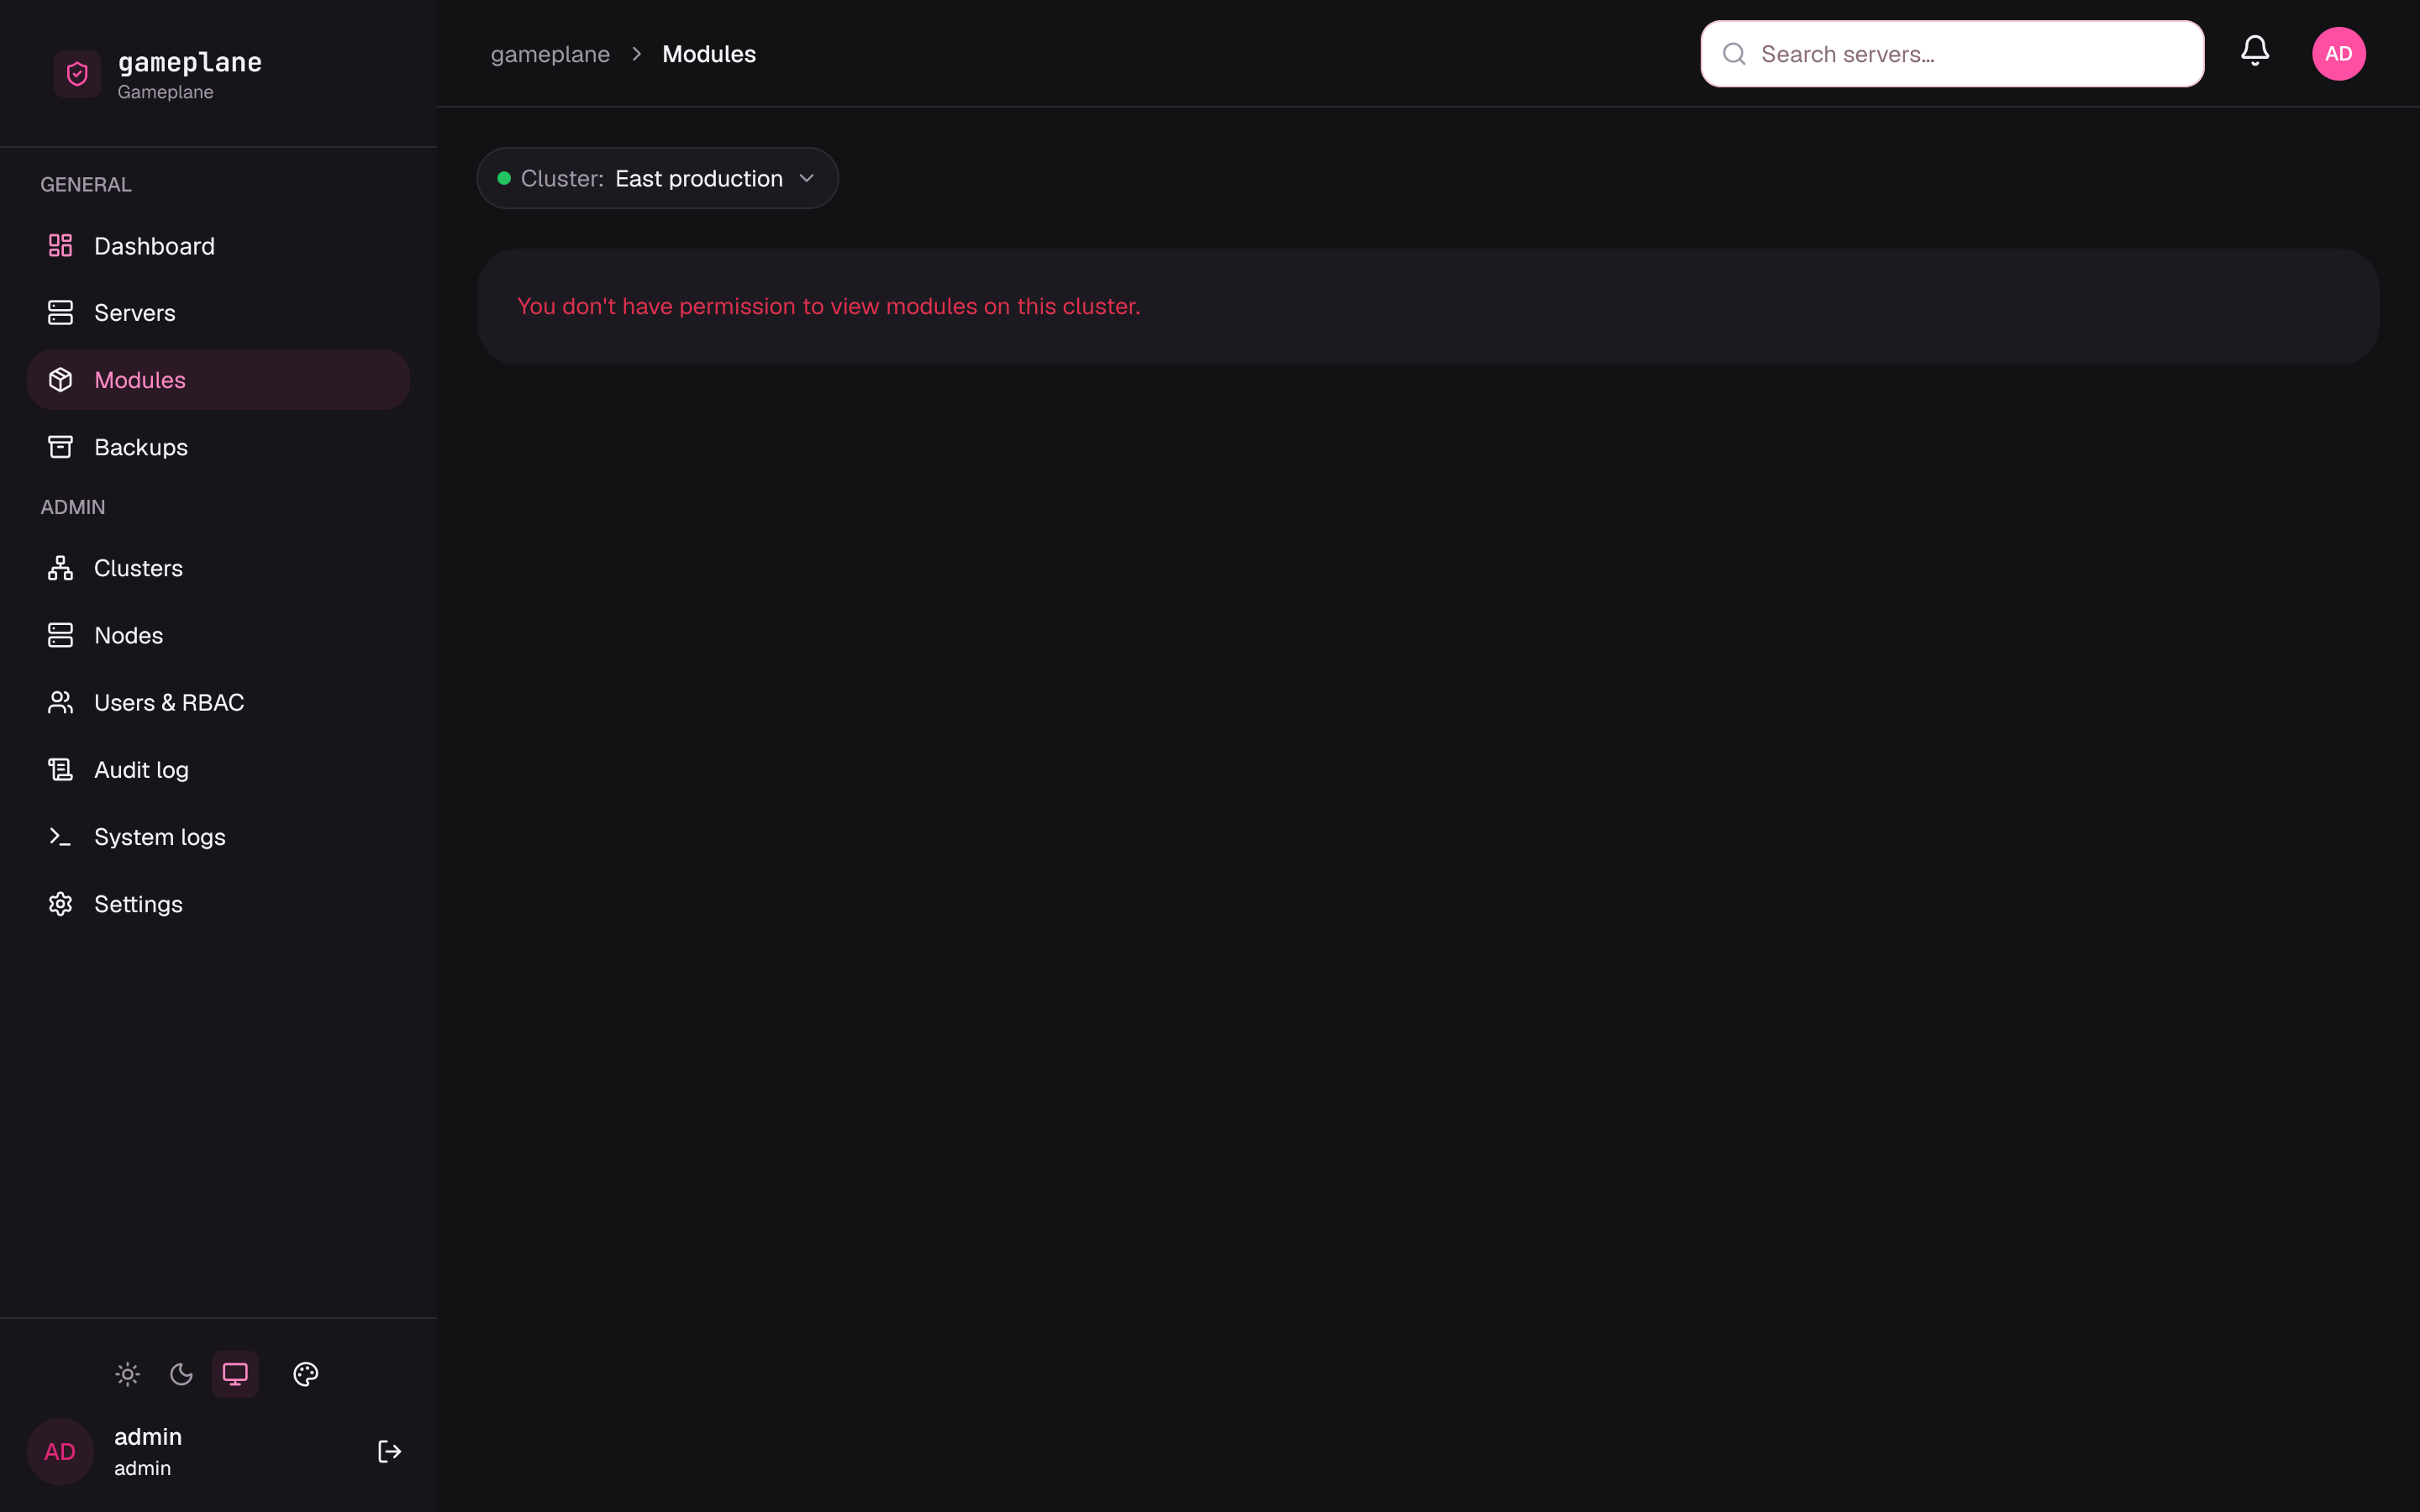 gameplane
Gameplane
GENERAL
Dashboard
Servers
Modules
Backups
ADMIN
Clusters
Nodes
Users & RBAC
Audit log
System logs
Settings
AD
admin
admin
gameplane > Modules
Search servers...
AD
Cluster: East production
You don't have permission to view modules on this cluster.